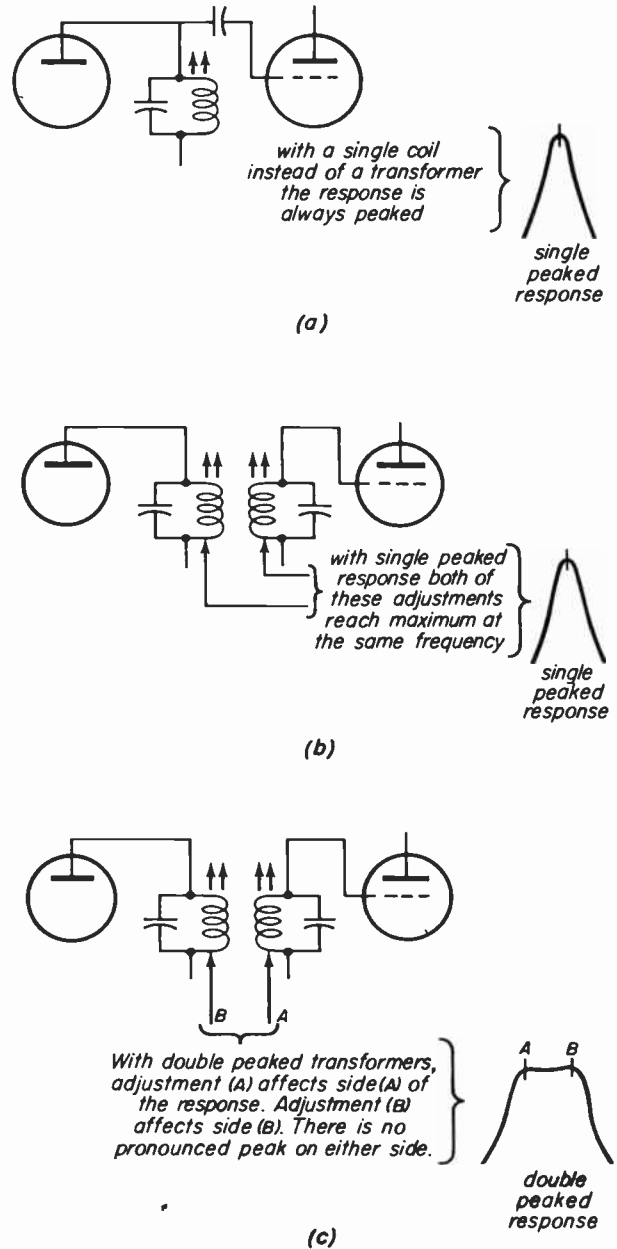 with a single coil
instead of a transformer
the response is
always peaked
single
peaked
response
(a)
with single peaked
response both of
these adjustments
reach maximum at
the same frequency
single
peaked
response
(b)
B A
With double peaked transformers,
adjustment (A) affects side (A) of
the response. Adjustment (B)
affects side (B). There is no
pronounced peak on either side.
A B
double
peaked
response
(c)